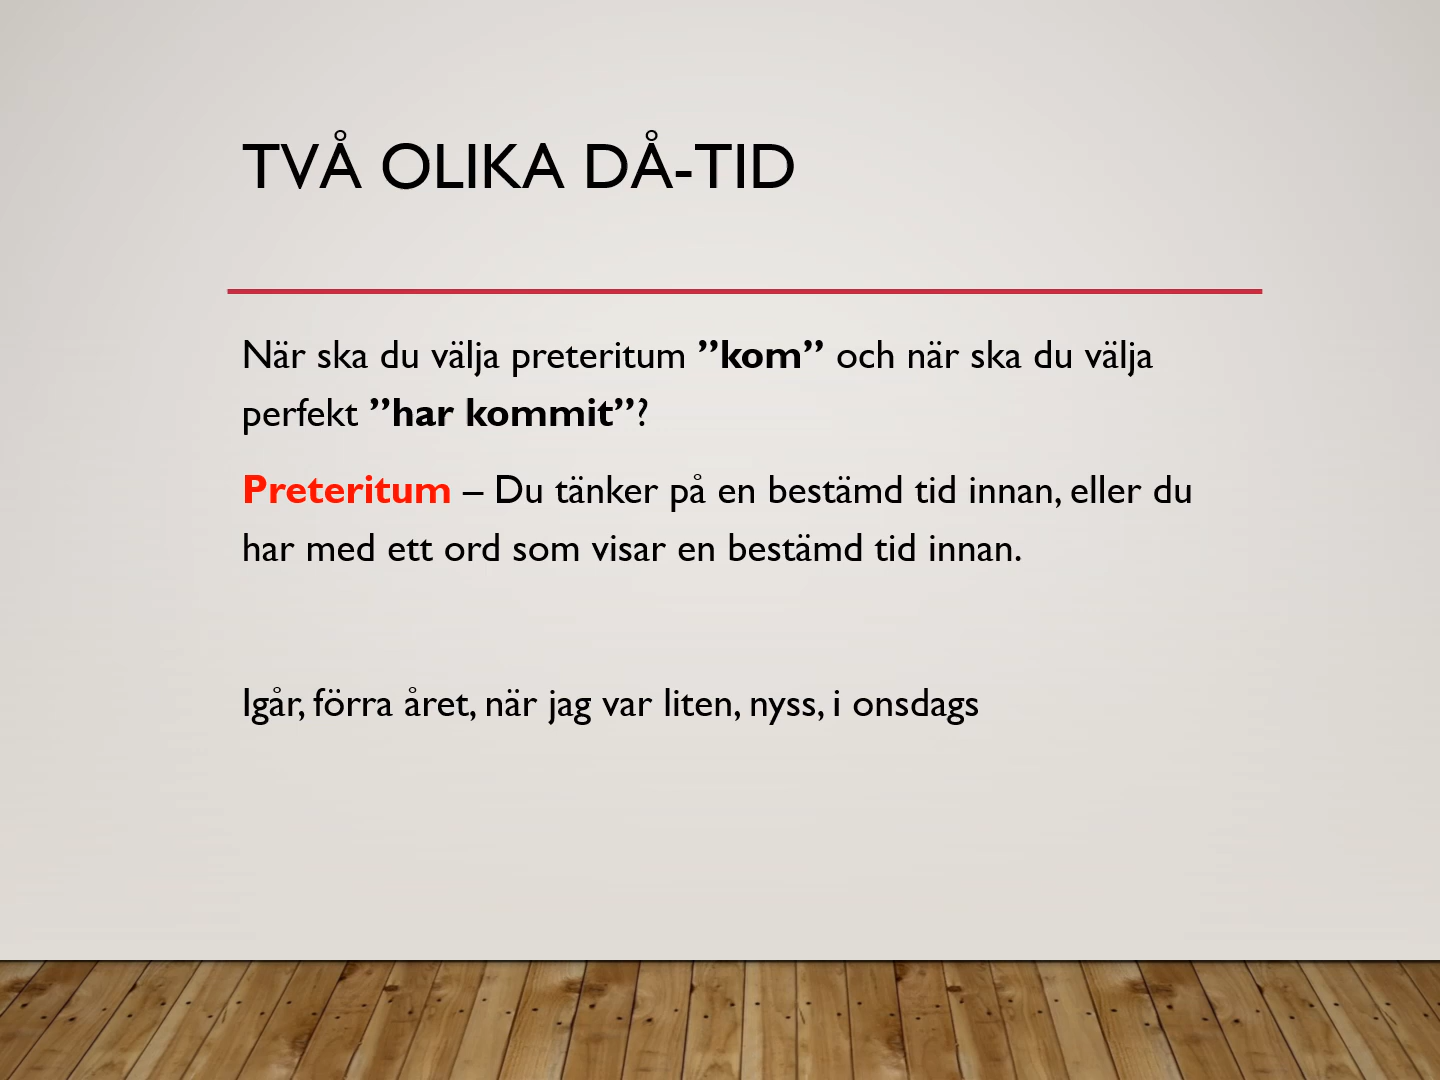 TVÅ OLIKA DÅ-TID
När ska du välja preteritum ”kom” och när ska du välja
perfekt ”har kommit”?
Preteritum – Du tänker på en bestämd tid innan, eller du
har med ett ord som visar en bestämd tid innan.
Igår, förra året, när jag var liten, nyss, i onsdags